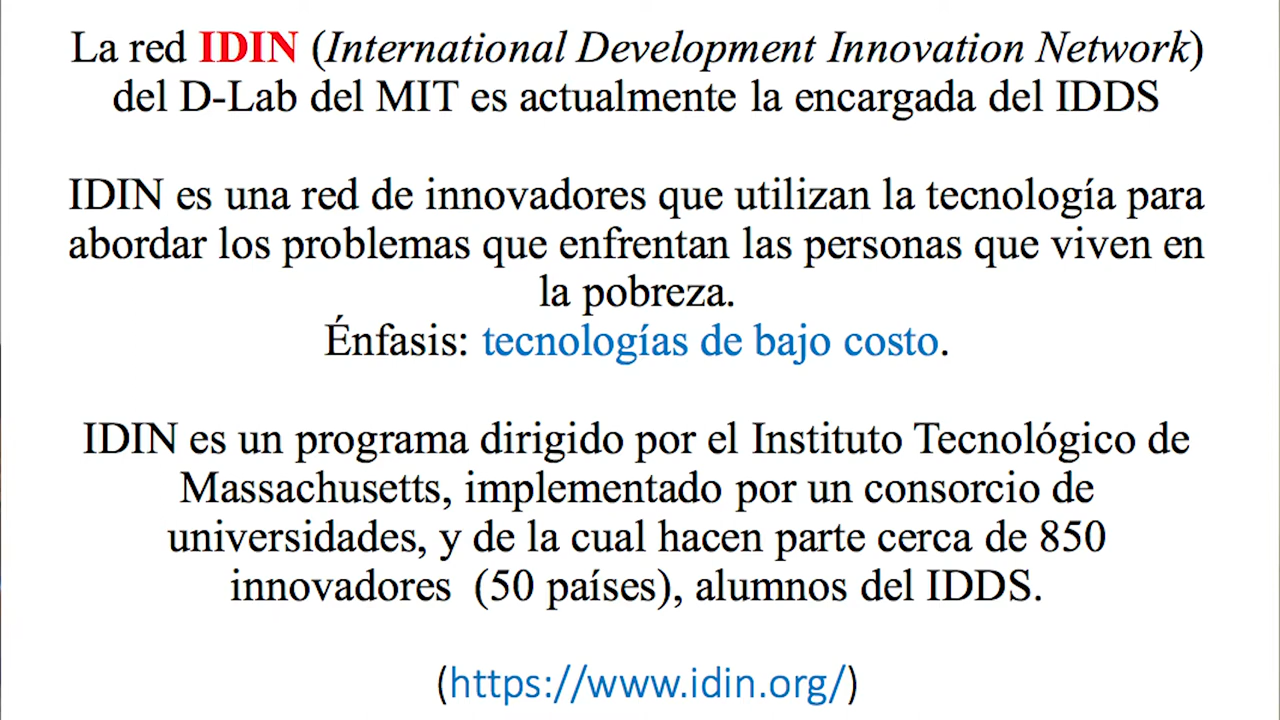 La red IDIN (International Development Innovation Network)
del D-Lab del MIT es actualmente la encargada del IDDS
IDIN es una red de innovadores que utilizan la tecnología para
abordar los problemas que enfrentan las personas que viven en
la pobreza.
Énfasis: tecnologías de bajo costo.
IDIN es un programa dirigido por el Instituto Tecnológico de
Massachusetts, implementado por un consorcio de
universidades, y de la cual hacen parte cerca de 850
innovadores  (50 países), alumnos del IDDS.
(https://www.idin.org/)